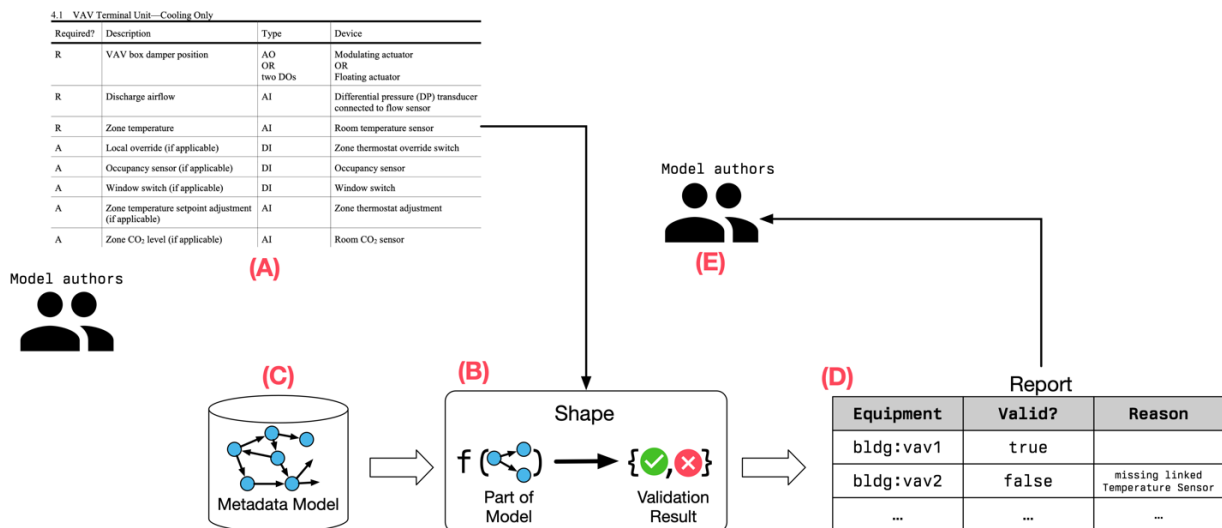 4.1 VAV Terminal Unit—Cooling Only
Required? Description Type Device
R VAV box damper position AO Modulating actuator
OR OR
two DOs Floating actuator
R Discharge airflow AI Differential pressure (DP) transducer
connected to flow sensor
R Zone temperature AI Room temperature sensor
A Local override (if applicable) DI Zone thermostat override switch
A Occupancy sensor (if applicable) DI Occupancy sensor
A Window switch (if applicable) DI Window switch
A Zone temperature setpoint adjustment AI Zone thermostat adjustment
(if applicable)
A Zone CO₂ level (if applicable) AI Room CO₂ sensor
(A)
Model authors
(E)
Model authors
(C)
Metadata Model
(B)
Shape
f ( ) { , }
Part of
Model
Validation
Result
(D)
Report
Equipment Valid? Reason
bldg:vav1 true
bldg:vav2 false missing linked
Temperature Sensor
… … …